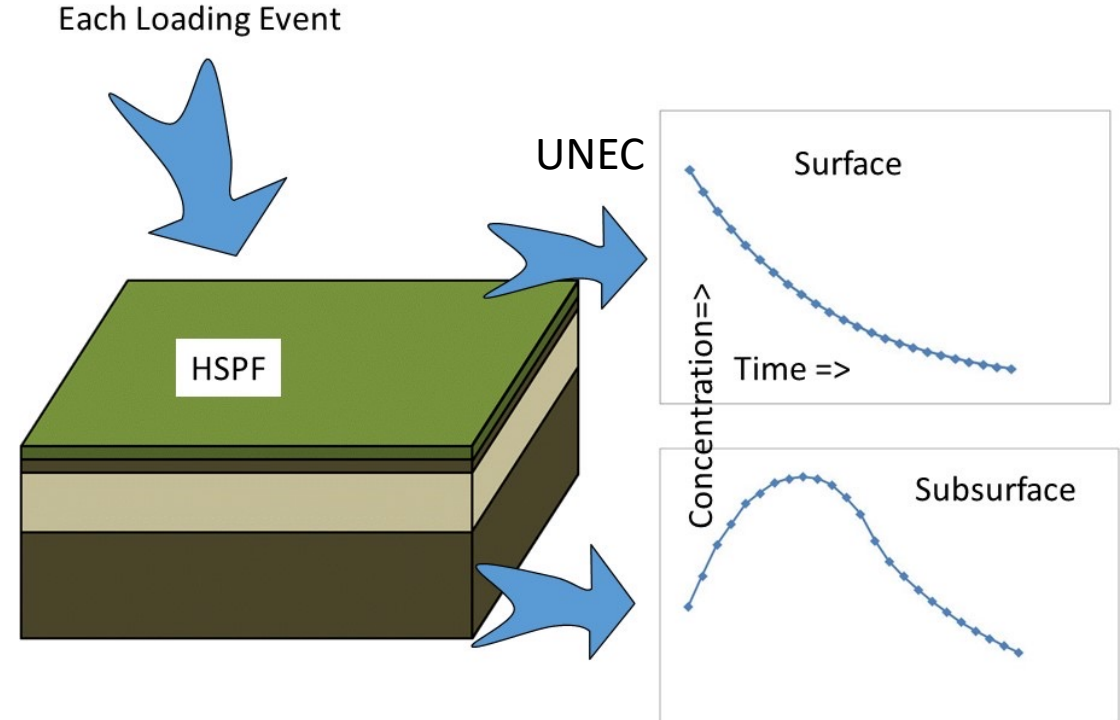 Each Loading Event
UNEC
Surface
HSPF
Concentration=>
Time =>
Subsurface